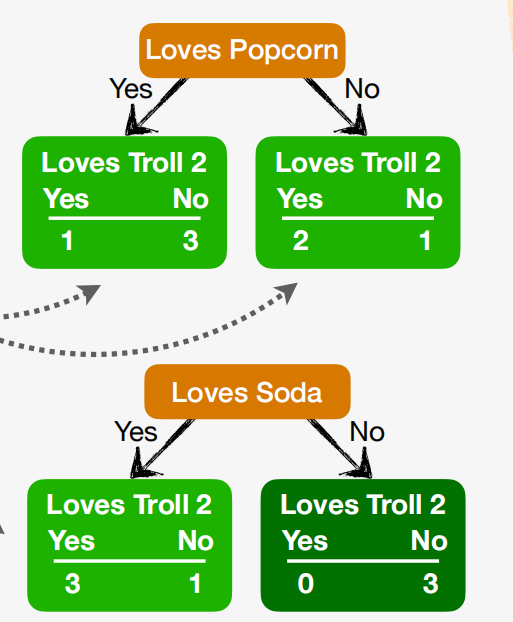 Loves Popcorn
Yes No
Loves Troll 2 Loves Troll 2
Yes No Yes No
1 3 2 1
Loves Soda
Yes No
Loves Troll 2 Loves Troll 2
Yes No Yes No
3 1 0 3